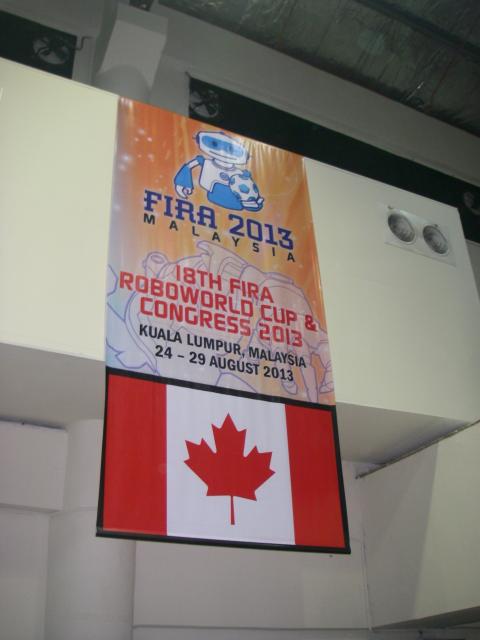 FIRA 2013
MALAYSIA
18TH FIRA
ROBOWORLD CUP &
CONGRESS 2013
KUALA LUMPUR, MALAYSIA
24 – 29 AUGUST 2013